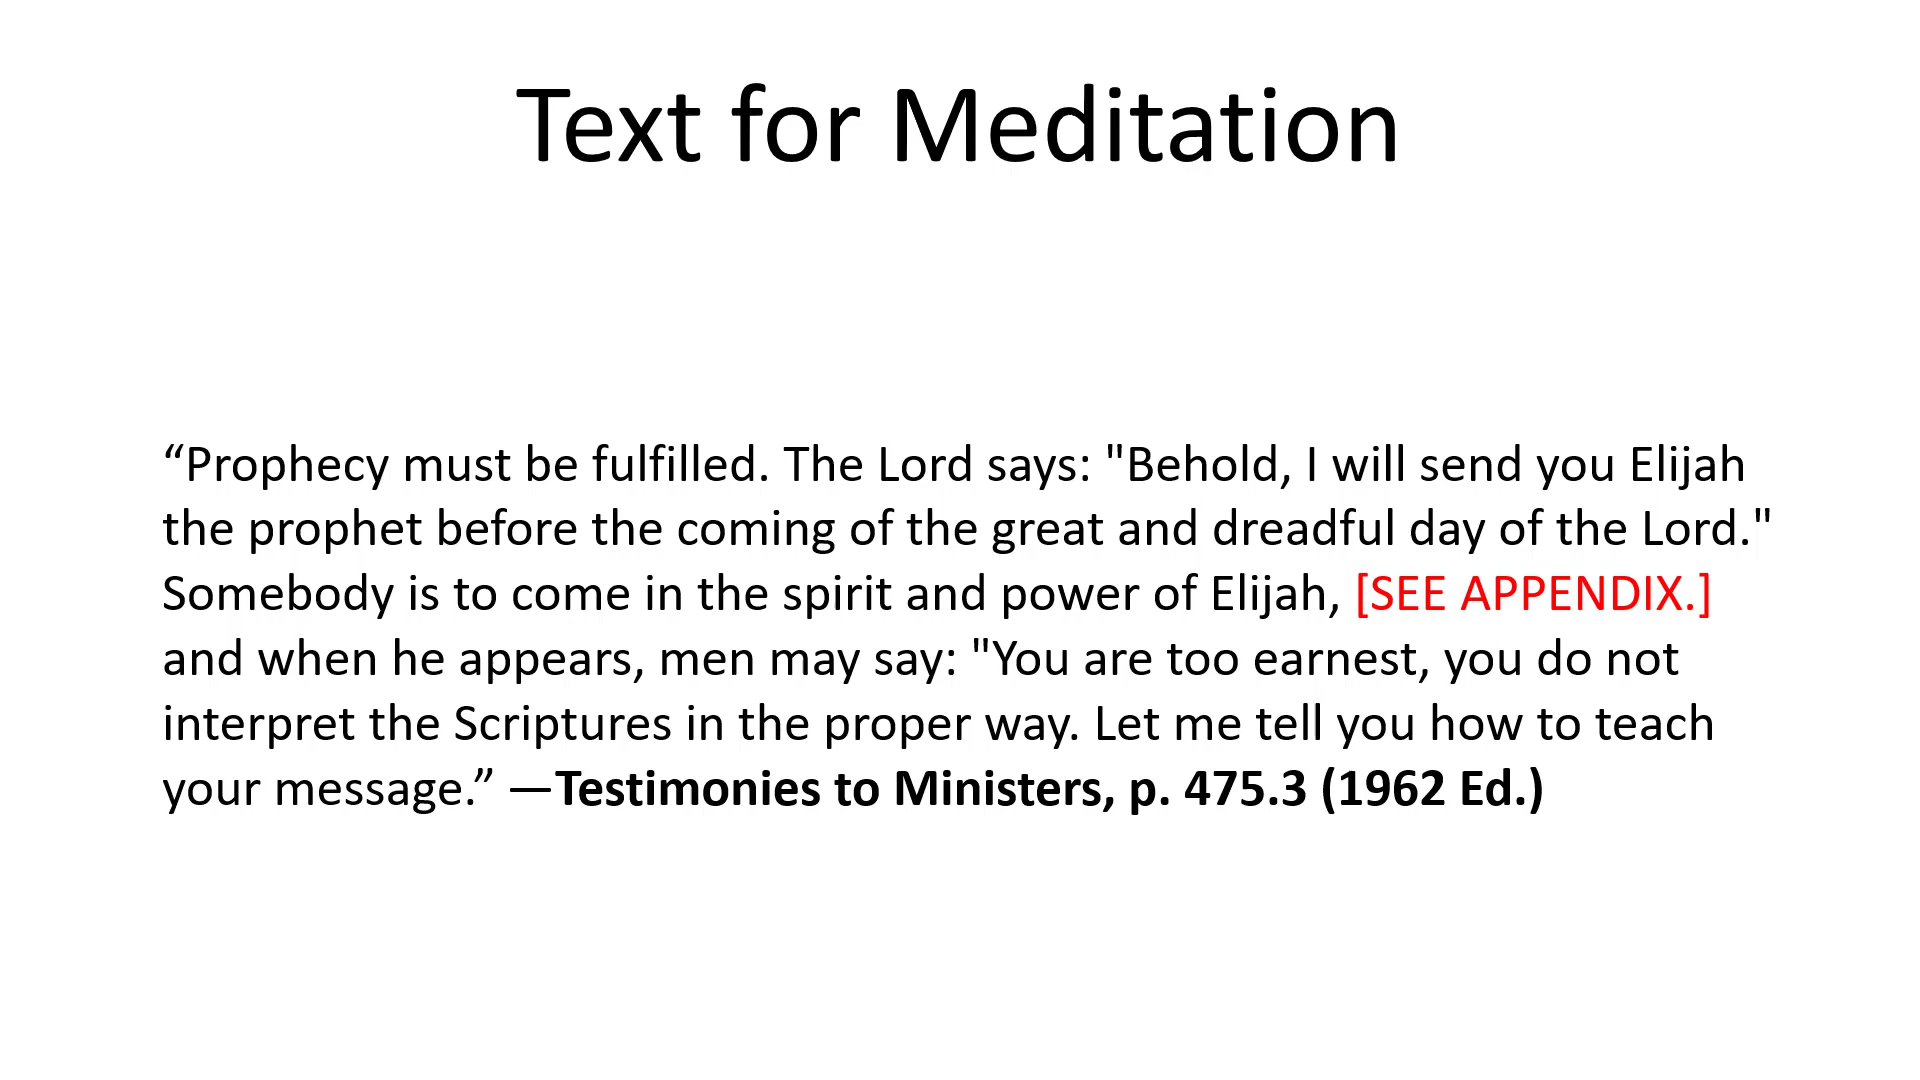 Text for Meditation
“Prophecy must be fulfilled. The Lord says: "Behold, I will send you Elijah
the prophet before the coming of the great and dreadful day of the Lord."
Somebody is to come in the spirit and power of Elijah, [SEE APPENDIX.]
and when he appears, men may say: "You are too earnest, you do not
interpret the Scriptures in the proper way. Let me tell you how to teach
your message.” —Testimonies to Ministers, p. 475.3 (1962 Ed.)